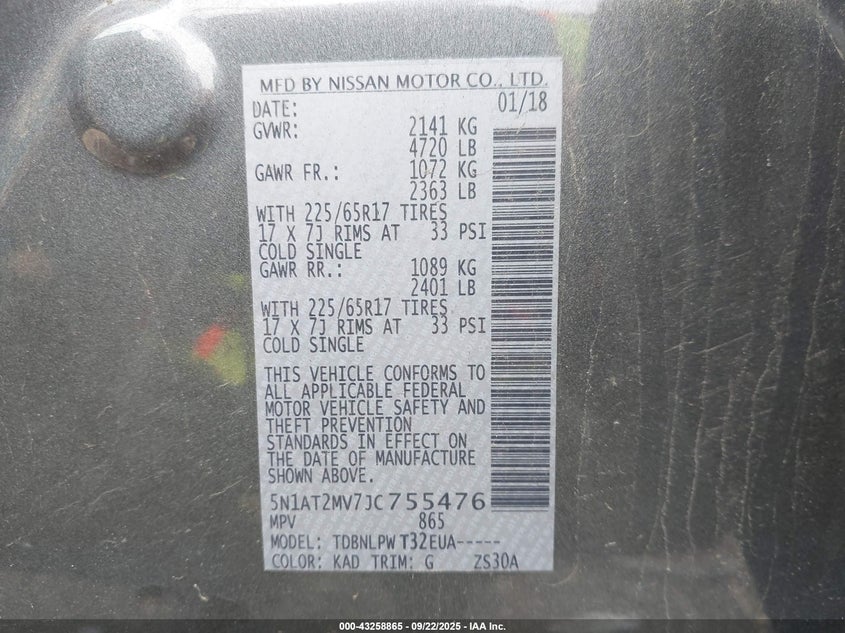 MFD BY NISSAN MOTOR CO., LTD.
DATE: 01/18
GVWR: 2141 KG
4720 LB
GAWR FR.: 1072 KG
2363 LB
WITH 225/65R17 TIRES
17 X 7J RIMS AT 33 PSI
COLD SINGLE
GAWR RR.: 1089 KG
2401 LB
WITH 225/65R17 TIRES
17 X 7J RIMS AT 33 PSI
COLD SINGLE
THIS VEHICLE CONFORMS TO
ALL APPLICABLE FEDERAL
MOTOR VEHICLE SAFETY AND
THEFT PREVENTION
STANDARDS IN EFFECT ON
THE DATE OF MANUFACTURE
SHOWN ABOVE.
5N1AT2MV7JC755476
MPV 865
MODEL: TDBNLPW T32EUA-----
COLOR: KAD TRIM: G ZS30A
000-43258865 - 09/22/2025 - IAA Inc.